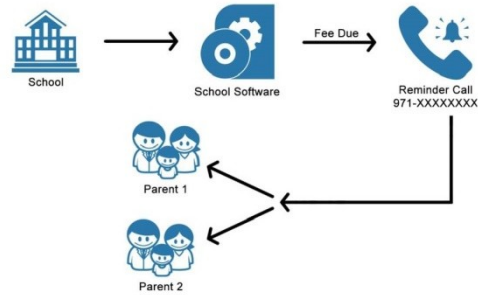 School
School Software
Fee Due
Reminder Call
971-XXXXXXXX
Parent 1
Parent 2